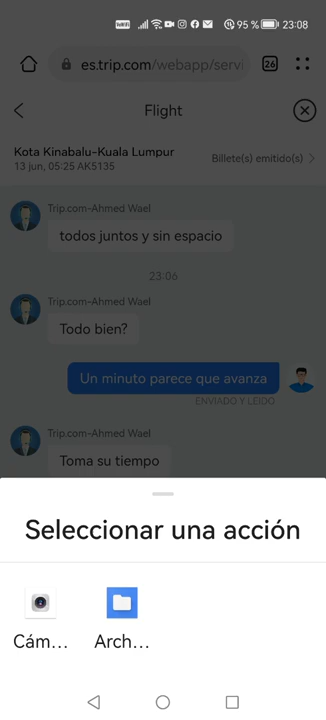 VoWiFi 95 % 23:08
es.trip.com/webapp/servi 26
Flight
Kota Kinabalu-Kuala Lumpur
13 jun, 05:25 AK5135
Billete(s) emitido(s)
Trip.com-Ahmed Wael
todos juntos y sin espacio
23:06
Trip.com-Ahmed Wael
Todo bien?
Un minuto parece que avanza
ENVIADO Y LEÍDO
Trip.com-Ahmed Wael
Toma su tiempo
Seleccionar una acción
Cám... Arch...